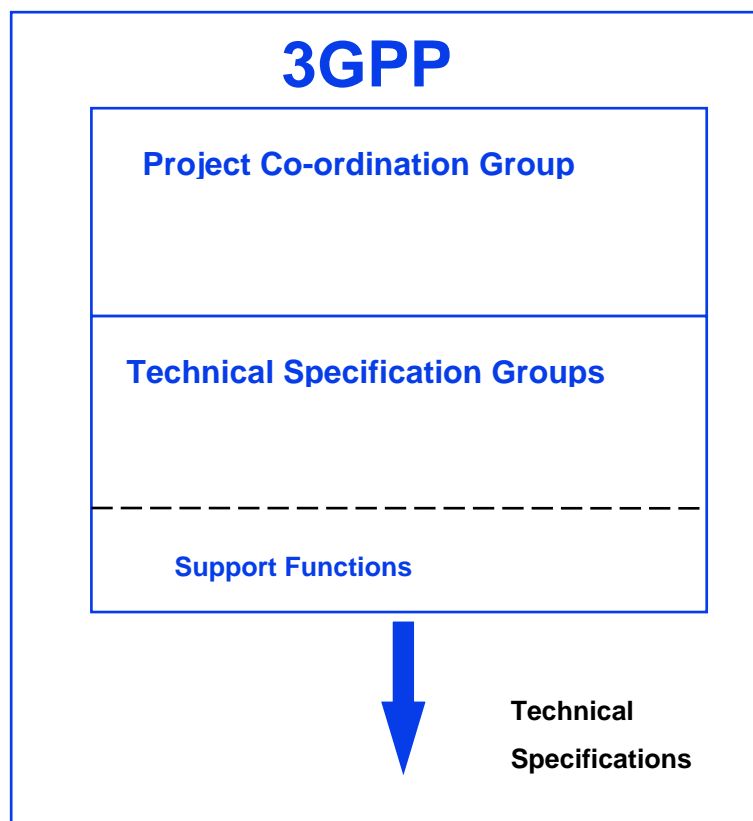 3GPP
Project Co-ordination Group
Technical Specification Groups
Support Functions
Technical
Specifications